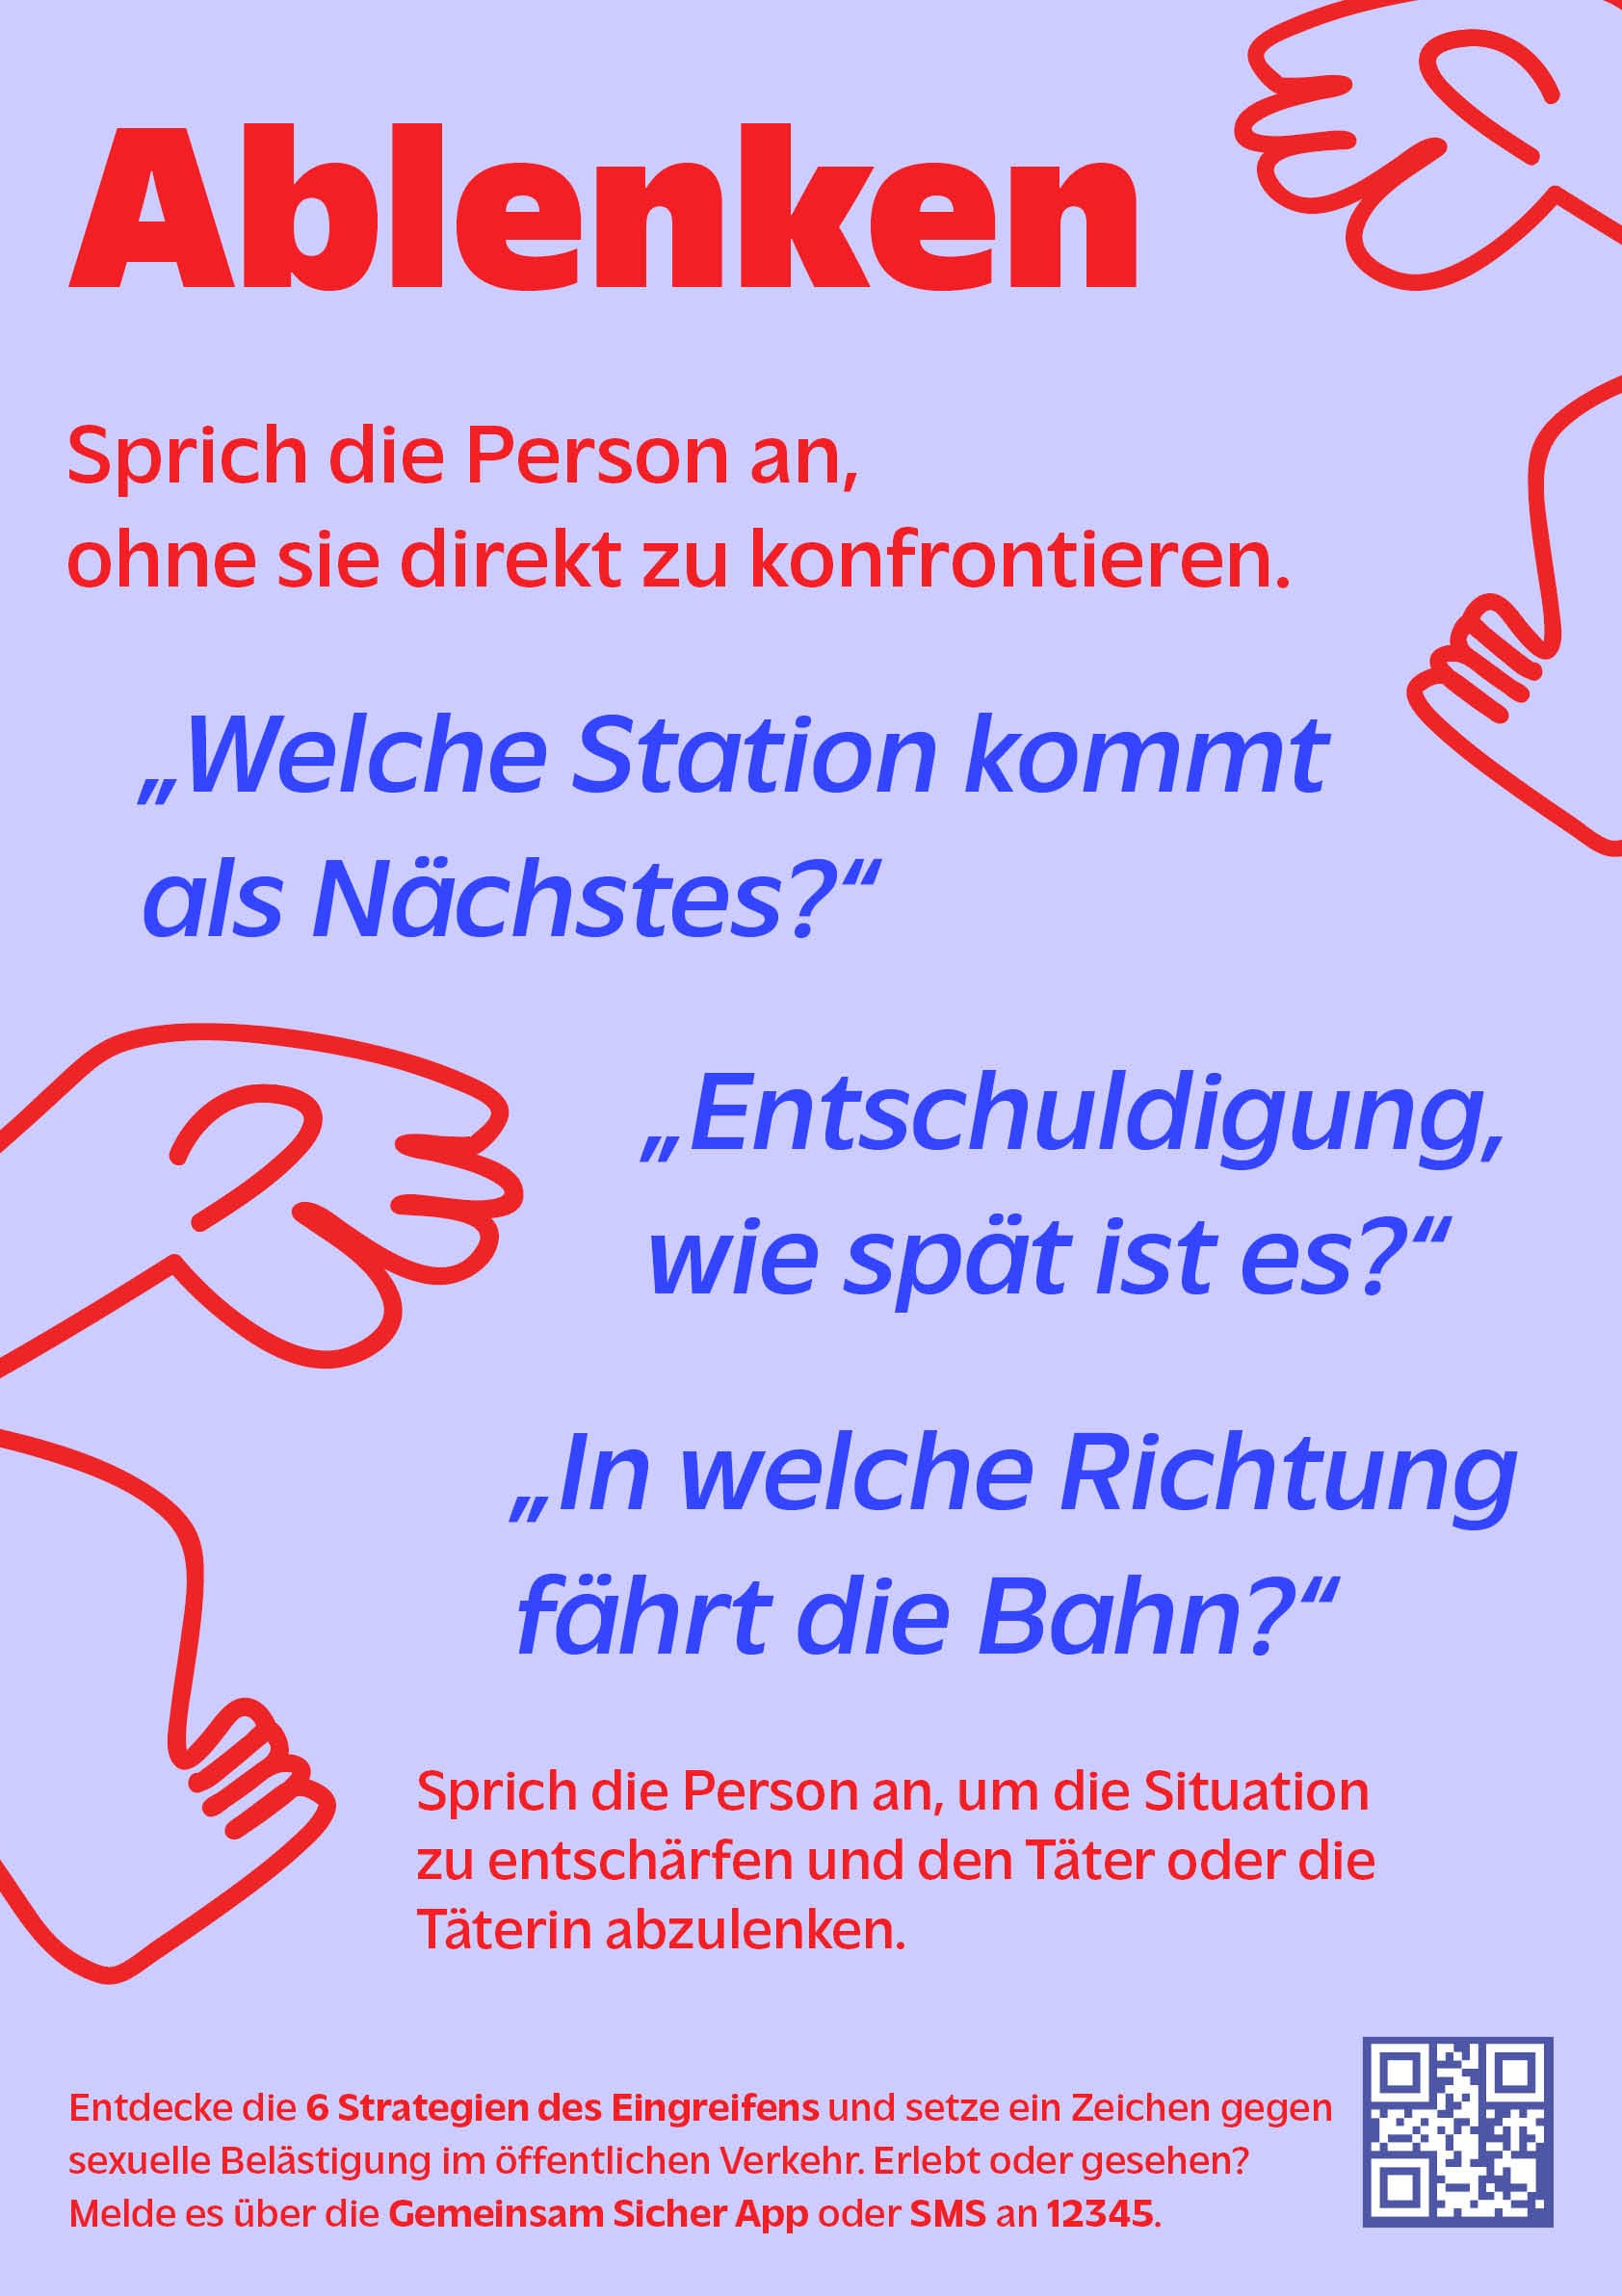 Ablenken
Sprich die Person an,
ohne sie direkt zu konfrontieren.
„Welche Station kommt
als Nächstes?“
„Entschuldigung,
wie spät ist es?“
„In welche Richtung
fährt die Bahn?“
Sprich die Person an, um die Situation
zu entschärfen und den Täter oder die
Täterin abzulenken.
Entdecke die 6 Strategien des Eingreifens und setze ein Zeichen gegen
sexuelle Belästigung im öffentlichen Verkehr. Erlebt oder gesehen?
Melde es über die Gemeinsam Sicher App oder SMS an 12345.